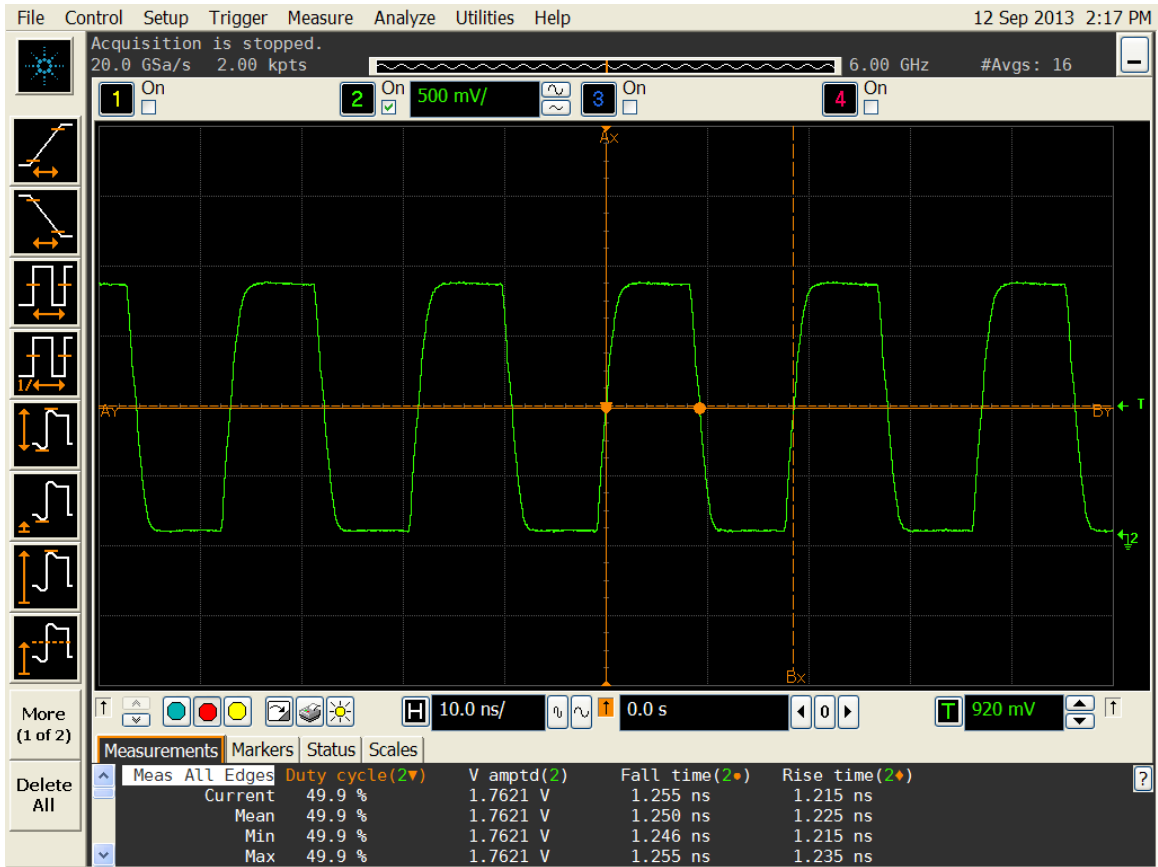 File Control Setup Trigger Measure Analyze Utilities Help 12 Sep 2013 2:17 PM
Acquisition is stopped.
20.0 GSa/s 2.00 kpts 6.00 GHz #Avgs: 16
1 On 2 On 500 mV/ 3 On 4 On
Ax
1/
AY BY T
2
Bx
More
(1 of 2)
Delete
All
H 10.0 ns/ 0.0 s 0 T 920 mV
Measurements Markers Status Scales
Meas All Edges Duty cycle(2▼) V amptd(2) Fall time(2●) Rise time(2♦) ?
Current 49.9 % 1.7621 V 1.255 ns 1.215 ns
Mean 49.9 % 1.7621 V 1.250 ns 1.225 ns
Min 49.9 % 1.7621 V 1.246 ns 1.215 ns
Max 49.9 % 1.7621 V 1.255 ns 1.235 ns